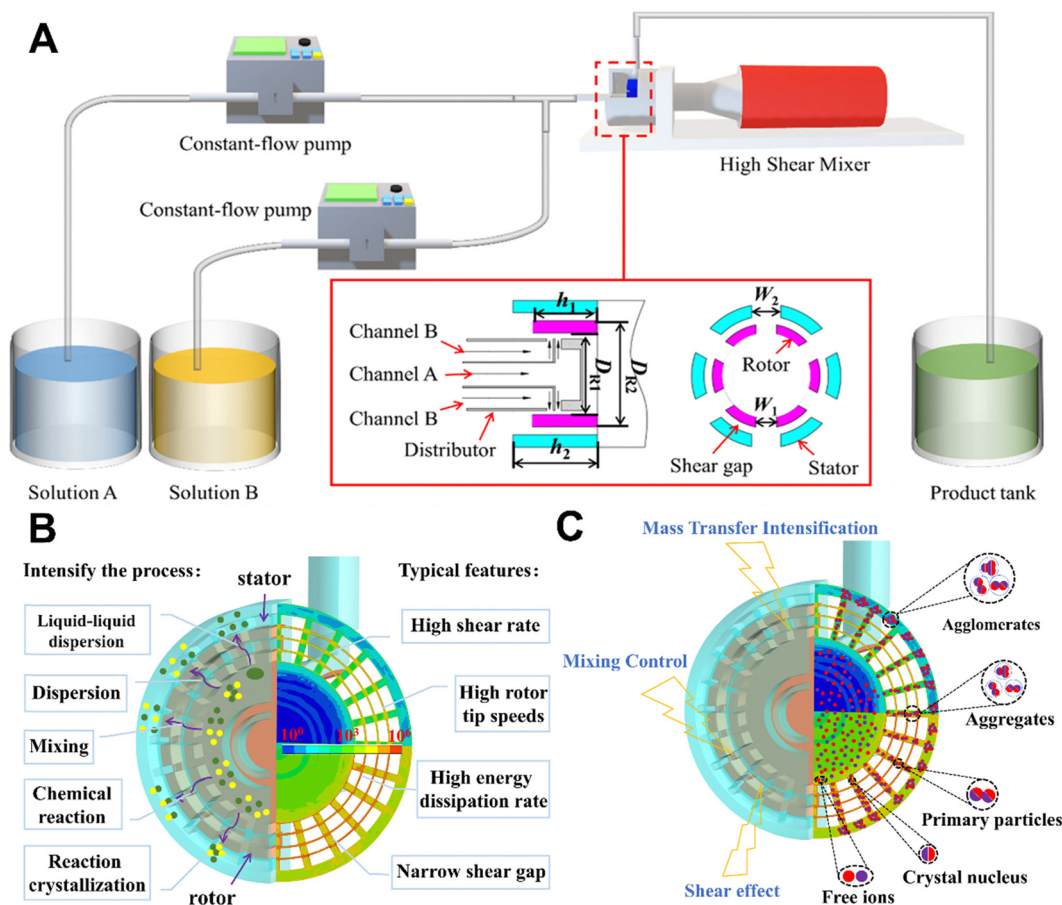 A
Constant-flow pump
Constant-flow pump
High Shear Mixer
h₁
W₂
Channel B
Channel A
Channel B
Distributor
D_R1
D_R2
h₂
Rotor
W₁
Shear gap
Stator
Solution A
Solution B
Product tank
B
Intensify the process:
stator
Typical features:
Liquid-liquid
dispersion
Dispersion
Mixing
Chemical
reaction
Reaction
crystallization
rotor
High shear rate
High rotor
tip speeds
10⁰
10³
10⁶
High energy
dissipation rate
Narrow shear gap
C
Mass Transfer Intensification
Mixing Control
Shear effect
Agglomerates
Aggregates
Primary particles
Crystal nucleus
Free ions